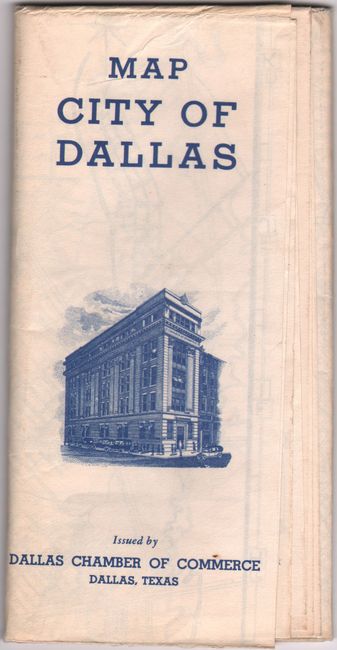 MAP
CITY OF
DALLAS
Issued by
DALLAS CHAMBER OF COMMERCE
DALLAS, TEXAS